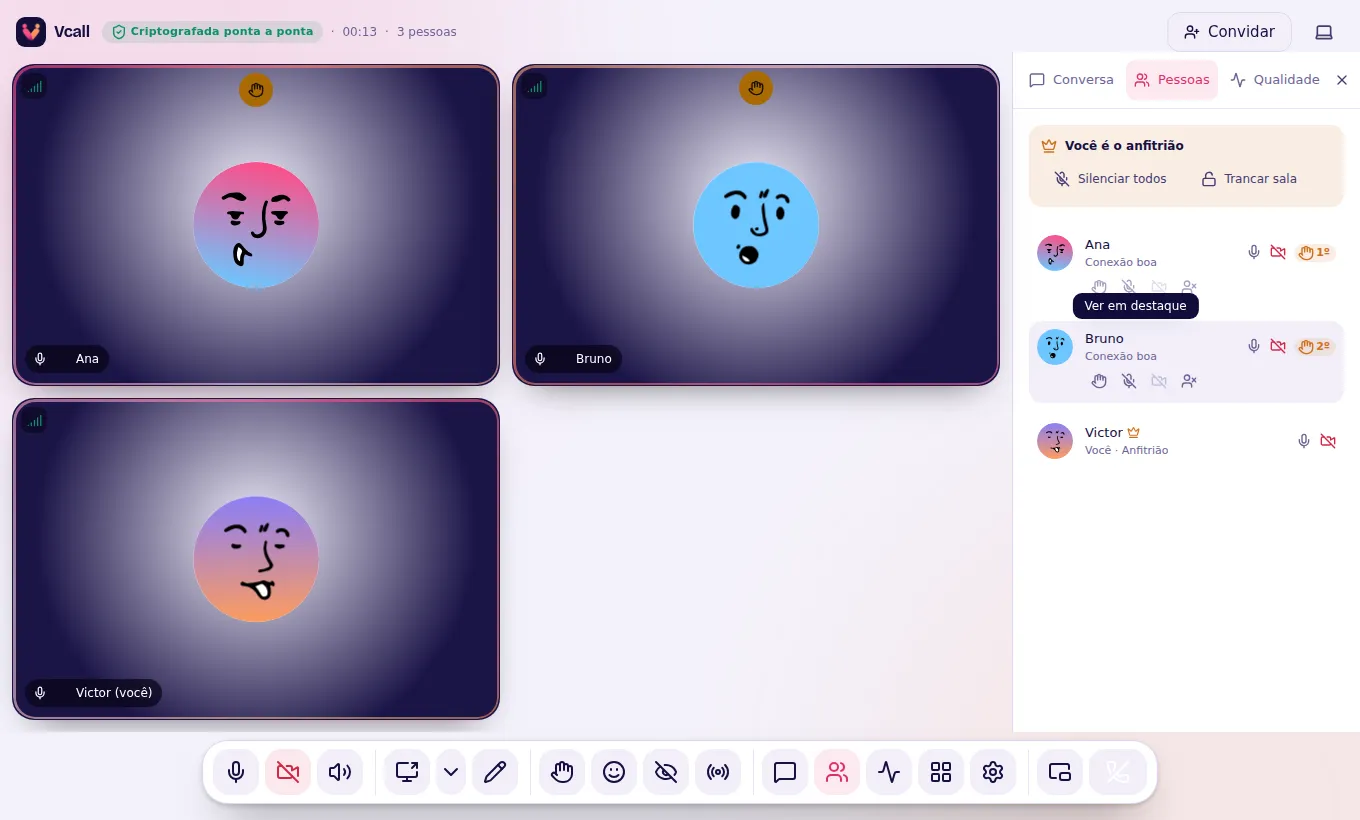 Vcall
Criptografada ponta a ponta
· 00:13 · 3 pessoas
Convidar
Conversa
Pessoas
Qualidade
Você é o anfitrião
Silenciar todos
Trancar sala
Ana
Conexão boa
1º
Ver em destaque
Bruno
Conexão boa
2º
Victor
Você · Anfitrião
Ana
Bruno
Victor (você)